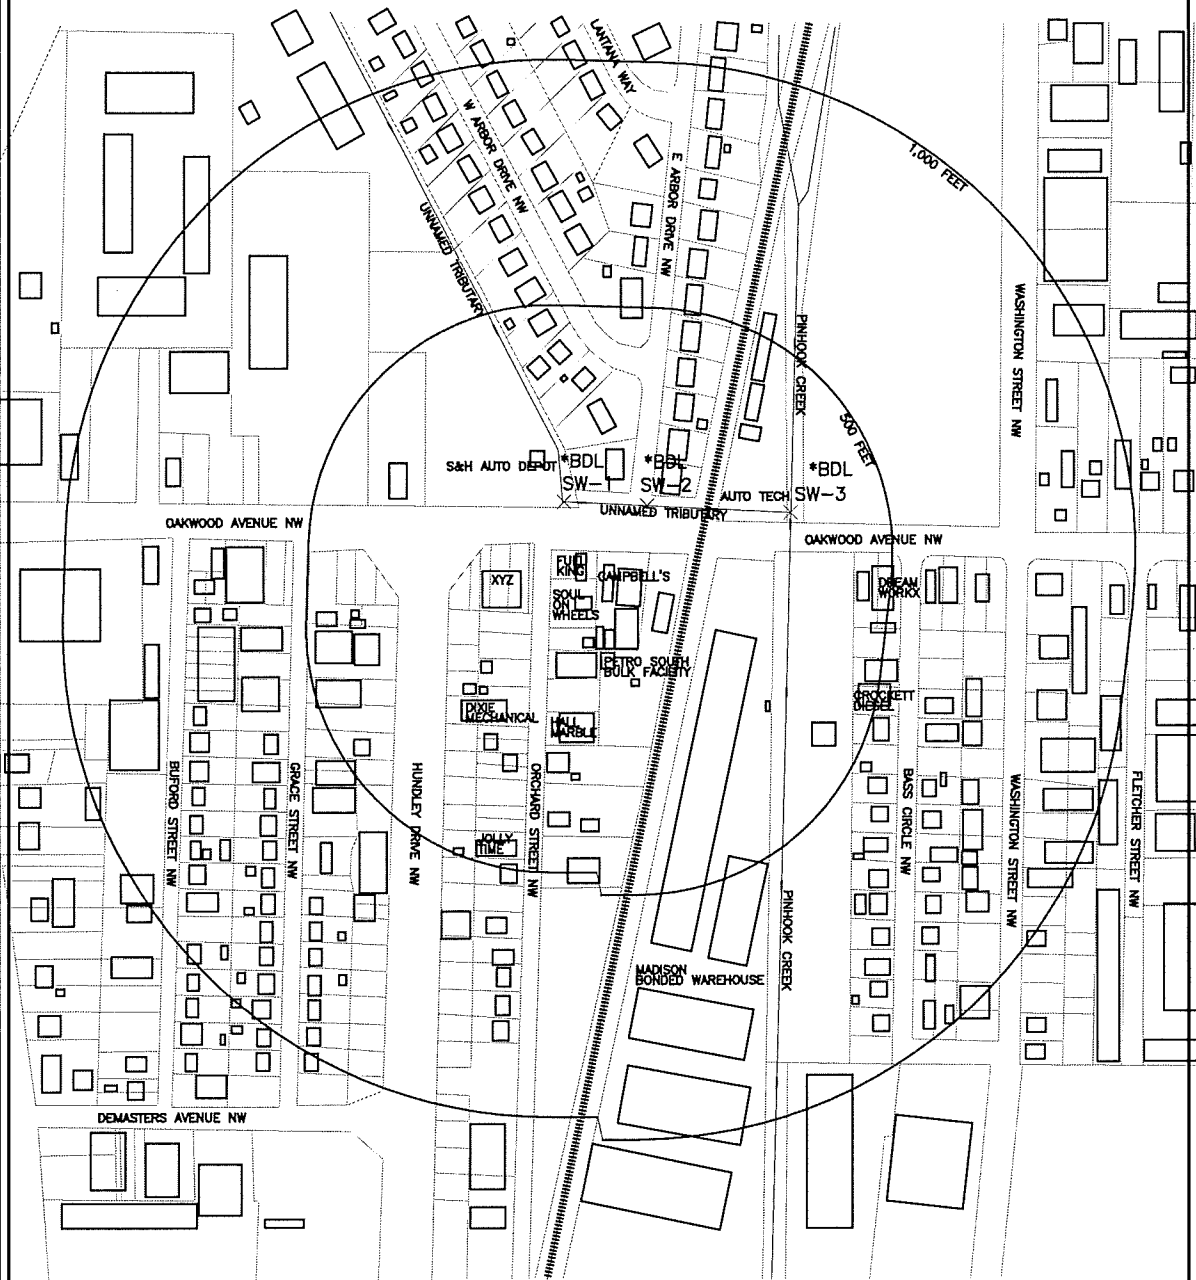 LANTANA WAY
W ARBOR DRIVE NW
E ARBOR DRIVE NW
1,000 FEET
UNNAMED TRIBUTARY
PINHOOK CREEK
WASHINGTON STREET NW
500 FEET
S&H AUTO DEPOT
*BDL
SW-1
*BDL
SW-2
*BDL
SW-3
AUTO TECH
UNNAMED TRIBUTARY
OAKWOOD AVENUE NW
OAKWOOD AVENUE NW
XYZ
FUEL
KING
CAMPBELL'S
SOUL
ON
WHEELS
DREAM
WORKX
PETRO SOUTH
BULK FACILITY
CROCKETT
DIESEL
DIXIE
MECHANICAL
HALL
MARBLE
BUFORD STREET NW
GRACE STREET NW
HUNDLEY DRIVE NW
ORCHARD STREET NW
BASS CIRCLE NW
WASHINGTON STREET NW
FLETCHER STREET NW
JOLLY
TIME
PINHOOK CREEK
MADISON
BONDED WAREHOUSE
DEMASTERS AVENUE NW